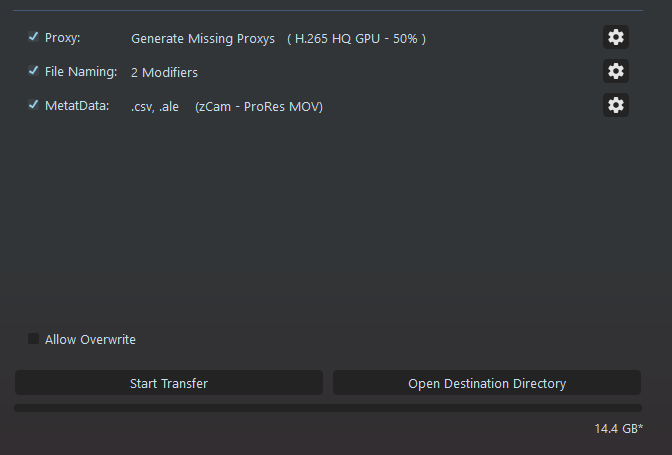 Proxy: Generate Missing Proxys ( H.265 HQ GPU - 50% )
File Naming: 2 Modifiers
MetatData: .csv, .ale (zCam - ProRes MOV)
Allow Overwrite
Start Transfer Open Destination Directory
14.4 GB*